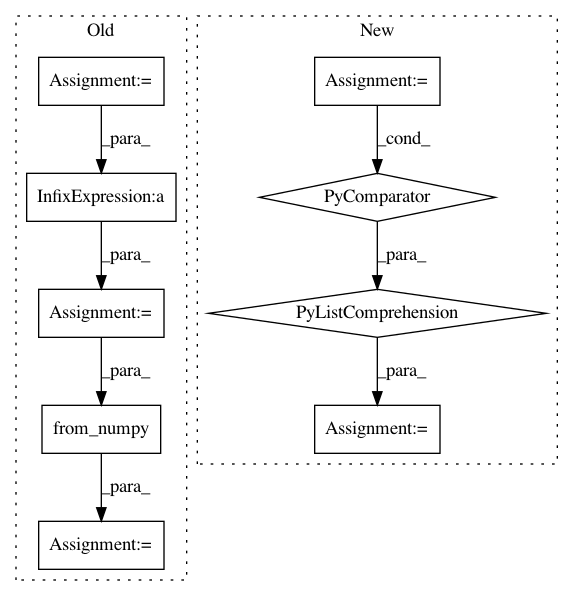 Old
Assignment:=
_para_
InfixExpression:a
_para_
Assignment:=
_para_
from_numpy
_para_
Assignment:=
New
Assignment:=
_cond_
PyComparator
_para_
PyListComprehension
_para_
Assignment:=